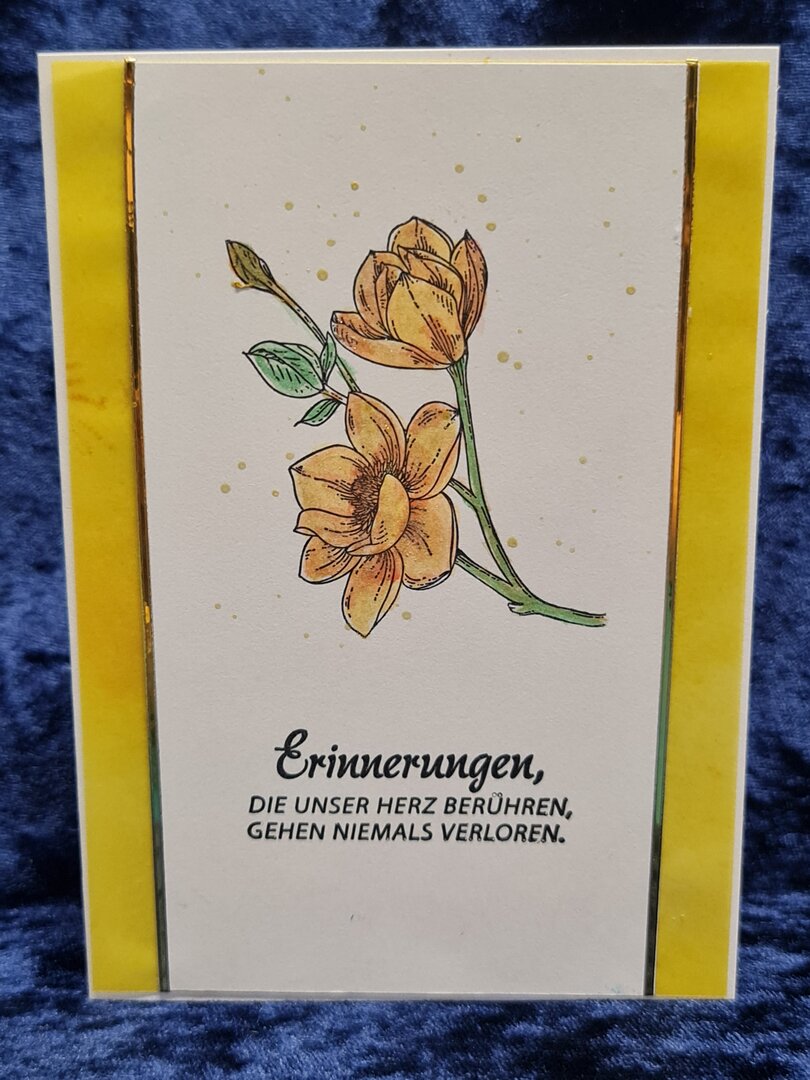 Erinnerungen,
DIE UNSER HERZ BERÜHREN,
GEHEN NIEMALS VERLOREN.